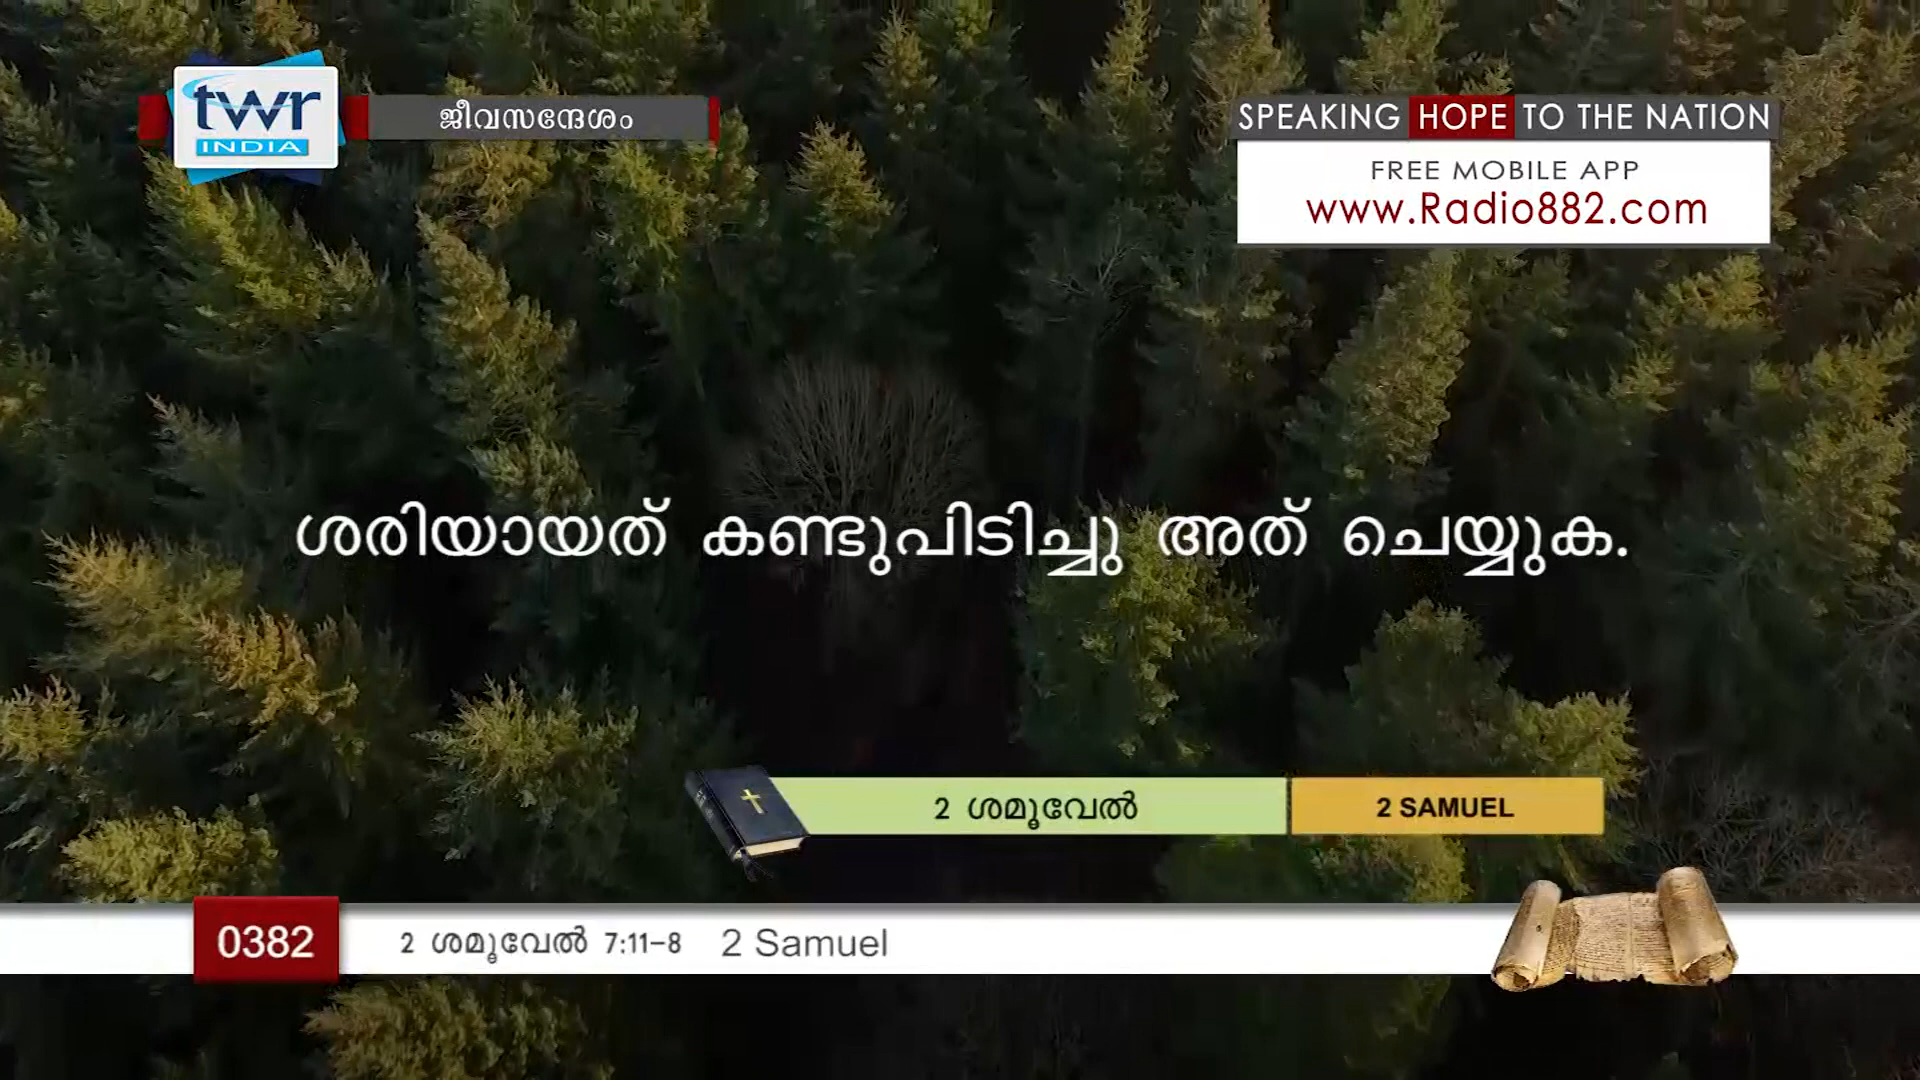 twr
INDIA
ജീവസന്ദേശം
SPEAKING HOPE TO THE NATION
FREE MOBILE APP
www.Radio882.com
ശരിയായത് കണ്ടുപിടിച്ചു അത് ചെയ്യുക.
2 ശമൂവേൽ
2 SAMUEL
0382
2 ശമൂവേൽ 7:11-8 2 Samuel